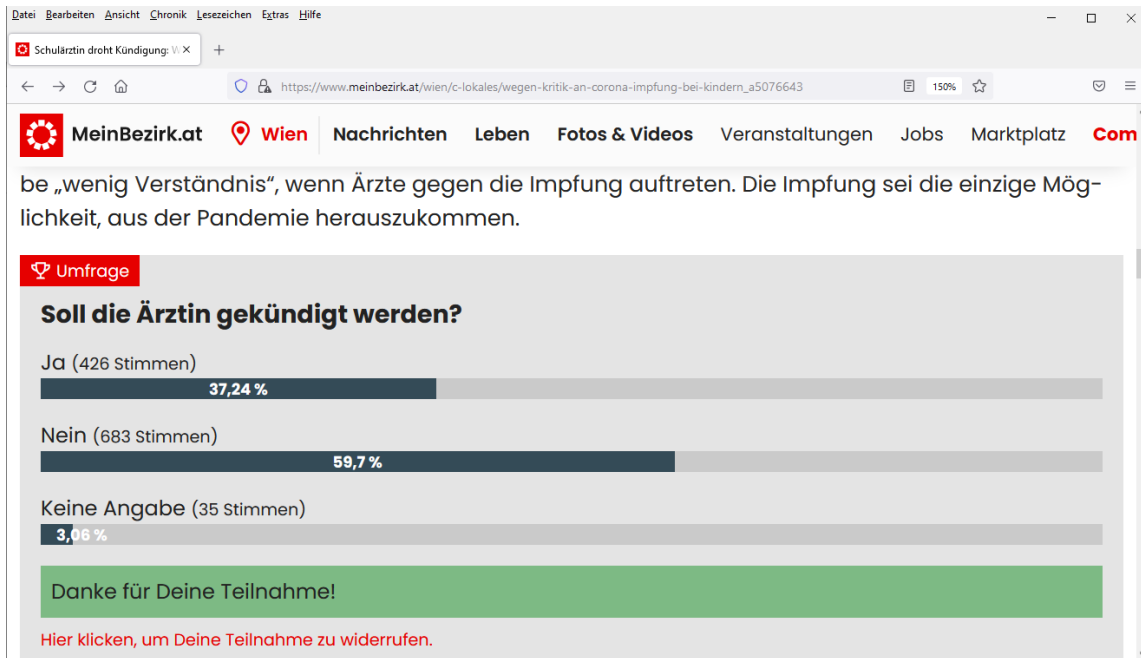 Datei Bearbeiten Ansicht Chronik Lesezeichen Extras Hilfe
Schulärztin droht Kündigung:
https://www.meinbezirk.at/wien/c-lokales/wegen-kritik-an-corona-impfung-bei-kindern_a5076643
150%
MeinBezirk.at Wien Nachrichten Leben Fotos & Videos Veranstaltungen Jobs Marktplatz Com
be „wenig Verständnis“, wenn Ärzte gegen die Impfung auftreten. Die Impfung sei die einzige Mög-
lichkeit, aus der Pandemie herauszukommen.
Umfrage
Soll die Ärztin gekündigt werden?
Ja (426 Stimmen)
37,24 %
Nein (683 Stimmen)
59,7 %
Keine Angabe (35 Stimmen)
3,06 %
Danke für Deine Teilnahme!
Hier klicken, um Deine Teilnahme zu widerrufen.